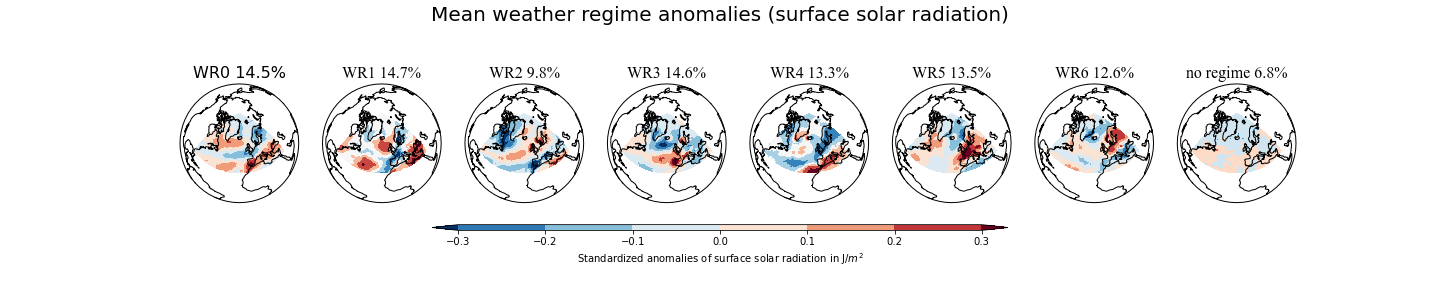 Mean weather regime anomalies (surface solar radiation)
WR0 14.5% WR1 14.7% WR2 9.8% WR3 14.6% WR4 13.3% WR5 13.5% WR6 12.6% no regime 6.8%
−0.3 −0.2 −0.1 0.0 0.1 0.2 0.3
Standardized anomalies of surface solar radiation in J/m²